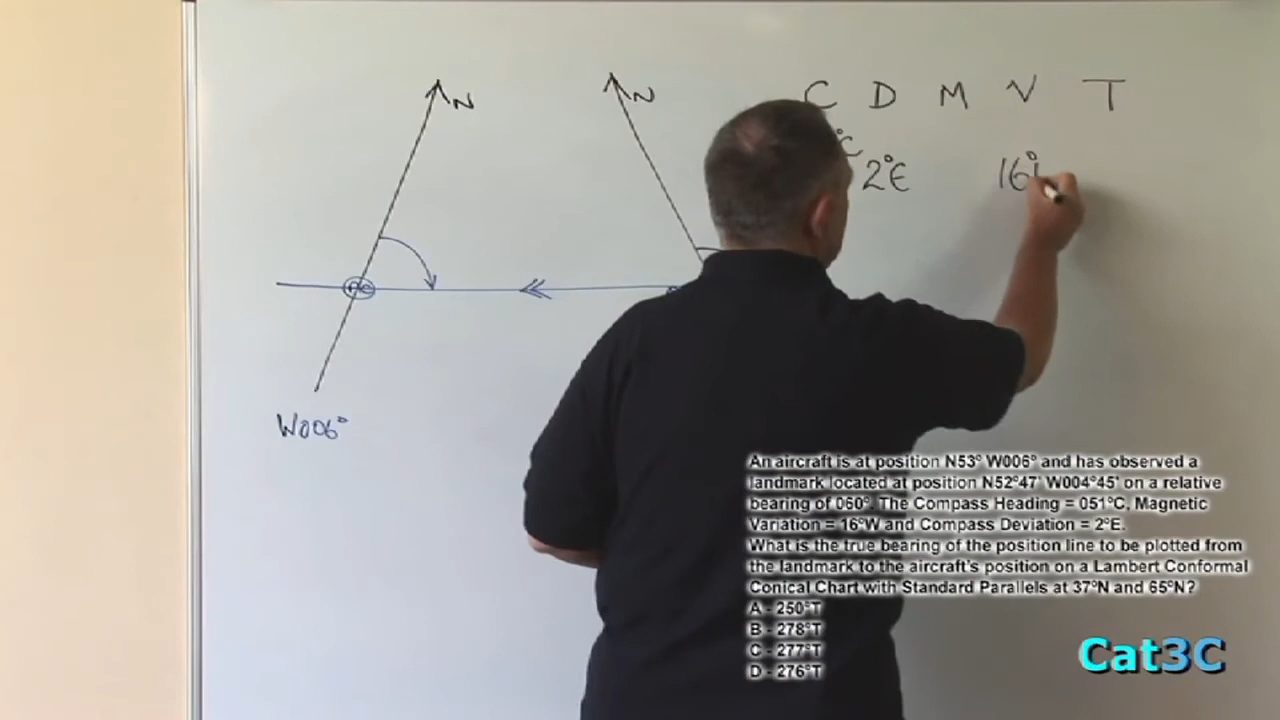 C D M V T
2°E 16°
N N
W006°
An aircraft is at position N53° W006° and has observed a
landmark located at position N52°47' W004°45' on a relative
bearing of 060°. The Compass Heading = 051°C, Magnetic
Variation = 16°W and Compass Deviation = 2°E.
What is the true bearing of the position line to be plotted from
the landmark to the aircraft's position on a Lambert Conformal
Conical Chart with Standard Parallels at 37°N and 65°N?
A - 250°T
B - 278°T
C - 277°T
D - 276°T
Cat3C